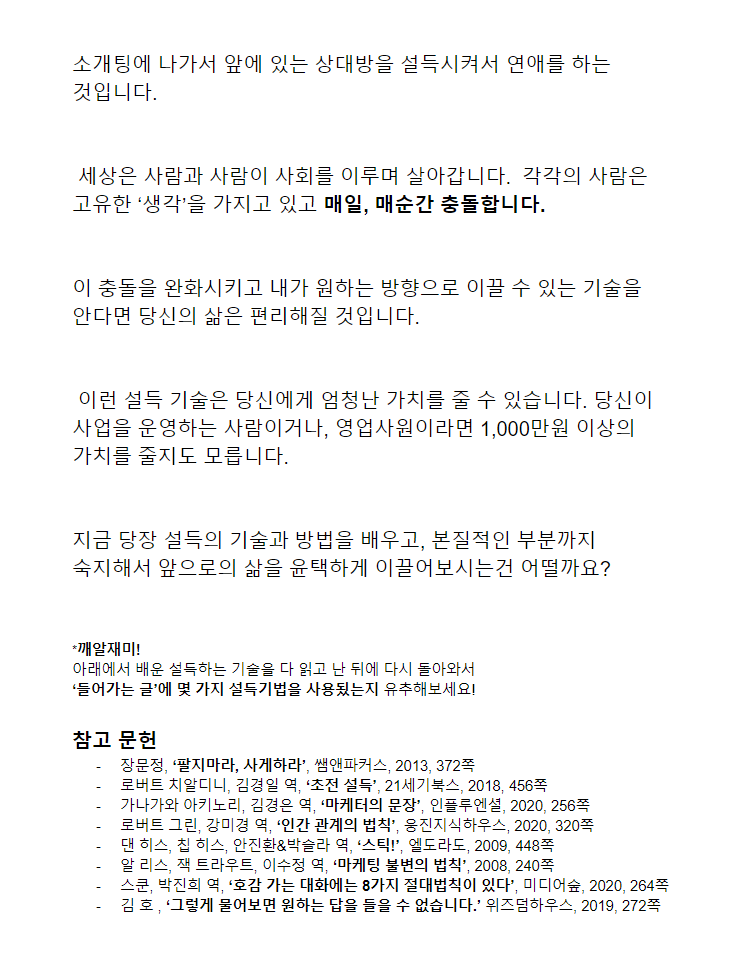 소개팅에 나가서 앞에 있는 상대방을 설득시켜서 연애를 하는
것입니다.
세상은 사람과 사람이 사회를 이루며 살아갑니다. 각각의 사람은
고유한 ‘생각’을 가지고 있고 매일, 매순간 충돌합니다.
이 충돌을 완화시키고 내가 원하는 방향으로 이끌 수 있는 기술을
안다면 당신의 삶은 편리해질 것입니다.
이런 설득 기술은 당신에게 엄청난 가치를 줄 수 있습니다. 당신이
사업을 운영하는 사람이거나, 영업사원이라면 1,000만원 이상의
가치를 줄지도 모릅니다.
지금 당장 설득의 기술과 방법을 배우고, 본질적인 부분까지
숙지해서 앞으로의 삶을 윤택하게 이끌어보시는건 어떨까요?
*깨알재미!
아래에서 배운 설득하는 기술을 다 읽고 난 뒤에 다시 돌아와서
‘들어가는 글’에 몇 가지 설득기법을 사용됬는지 유추해보세요!
참고 문헌
- 장문정, ‘팔지마라, 사게하라’, 쌤앤파커스, 2013, 372쪽
- 로버트 치알디니, 김경일 역, ‘초전 설득’, 21세기북스, 2018, 456쪽
- 가나가와 아키노리, 김경은 역, ‘마케터의 문장’, 인플루엔셜, 2020, 256쪽
- 로버트 그린, 강미경 역, ‘인간 관계의 법칙’, 웅진지식하우스, 2020, 320쪽
- 댄 히스, 칩 히스, 안진환&박슬라 역, ‘스틱!’, 엘도라도, 2009, 448쪽
- 알 리스, 잭 트라우트, 이수정 역, ‘마케팅 불변의 법칙’, 2008, 240쪽
- 스쿤, 박진희 역, ‘호감 가는 대화에는 8가지 절대법칙이 있다’, 미디어숲, 2020, 264쪽
- 김 호 , ‘그렇게 물어보면 원하는 답을 들을 수 없습니다.’ 위즈덤하우스, 2019, 272쪽